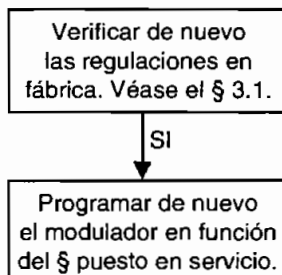 Verificar de nuevo
las regulaciones en
fábrica. Véase el § 3.1.
SI
Programar de nuevo
el modulador en función
del § puesto en servicio.